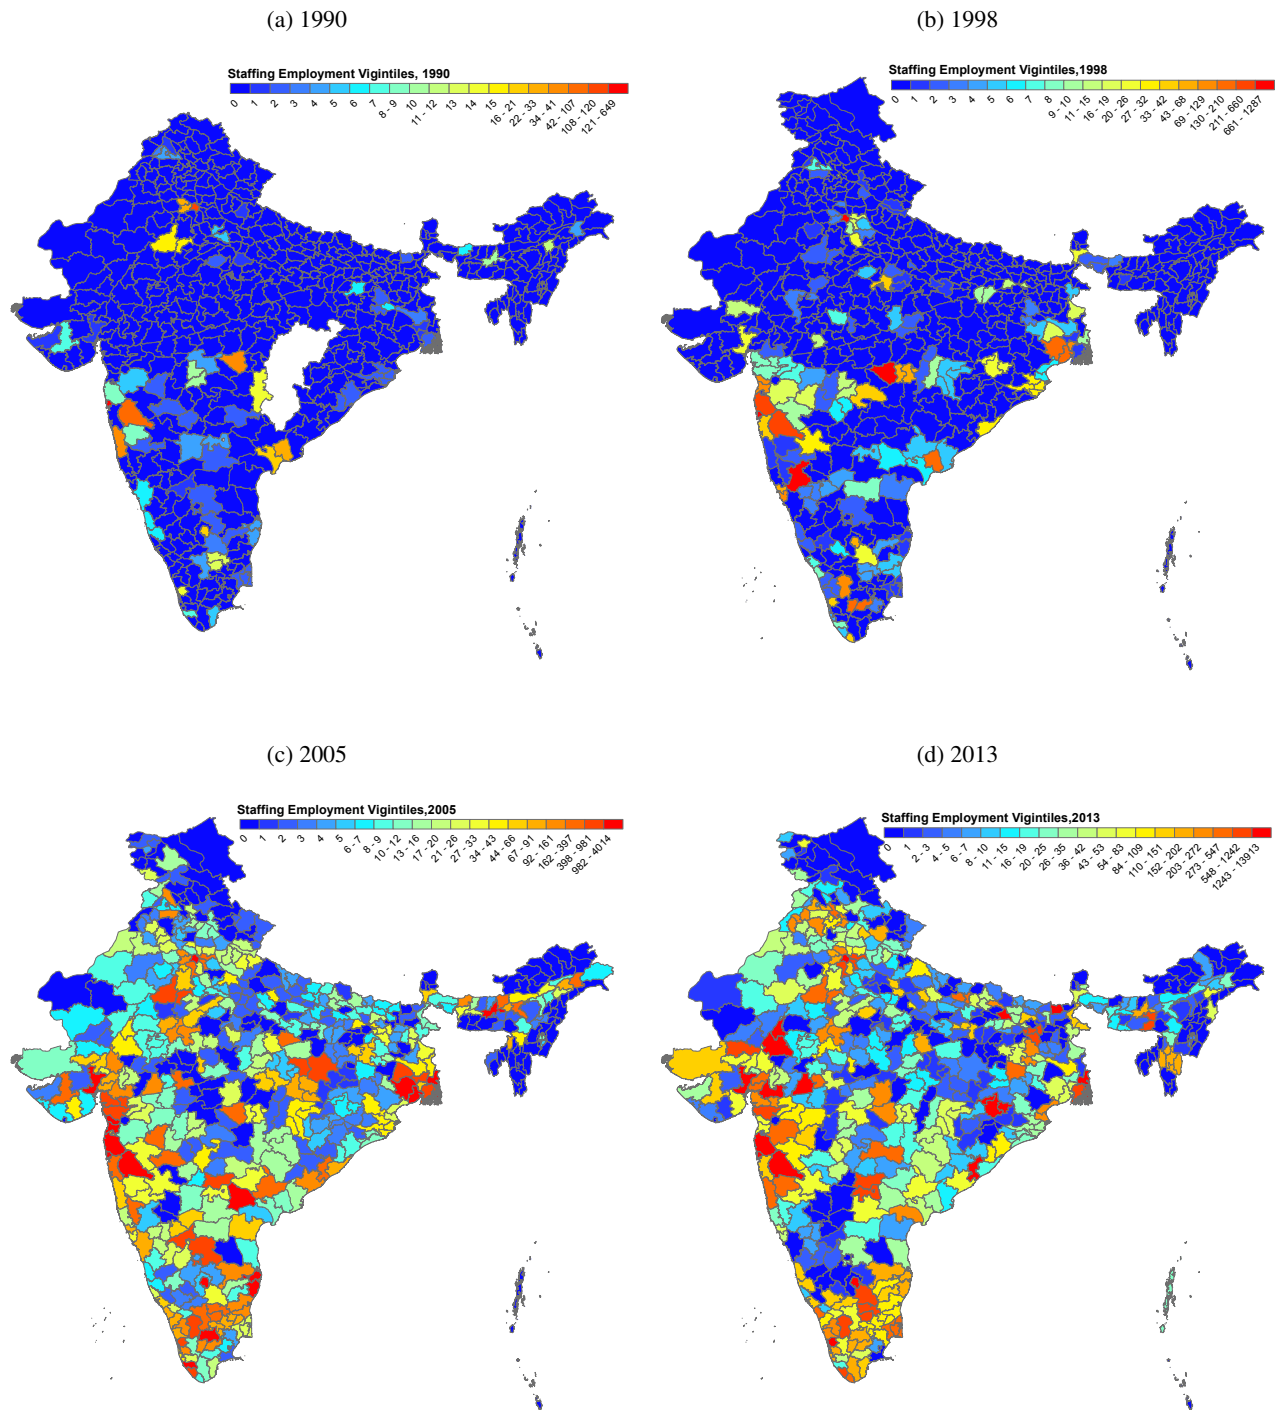 (a) 1990
(b) 1998
Staffing Employment Vigintiles, 1990
0 1 2 3 4 5 6 7 8 - 9 10 11 - 12 13 14 15 16 - 21 22 - 33 34 - 41 42 - 107 108 - 120 121 - 649
Staffing Employment Vigintiles,1998
0 1 2 3 4 5 6 7 8 9 - 10 11 - 15 16 - 19 20 - 26 27 - 32 33 - 42 43 - 68 69 - 129 130 - 210 211 - 660 661 - 1287
(c) 2005
(d) 2013
Staffing Employment Vigintiles,2005
0 1 2 3 4 5 6 - 7 8 - 9 10 - 12 13 - 16 17 - 20 21 - 26 27 - 33 34 - 43 44 - 66 67 - 91 92 - 161 162 - 397 398 - 981 982 - 4014
Staffing Employment Vigintiles,2013
0 1 2 - 3 4 - 5 6 - 7 8 - 10 11 - 15 16 - 19 20 - 25 26 - 35 36 - 42 43 - 53 54 - 83 84 - 109 110 - 151 152 - 202 203 - 272 273 - 547 548 - 1242 1243 - 13913